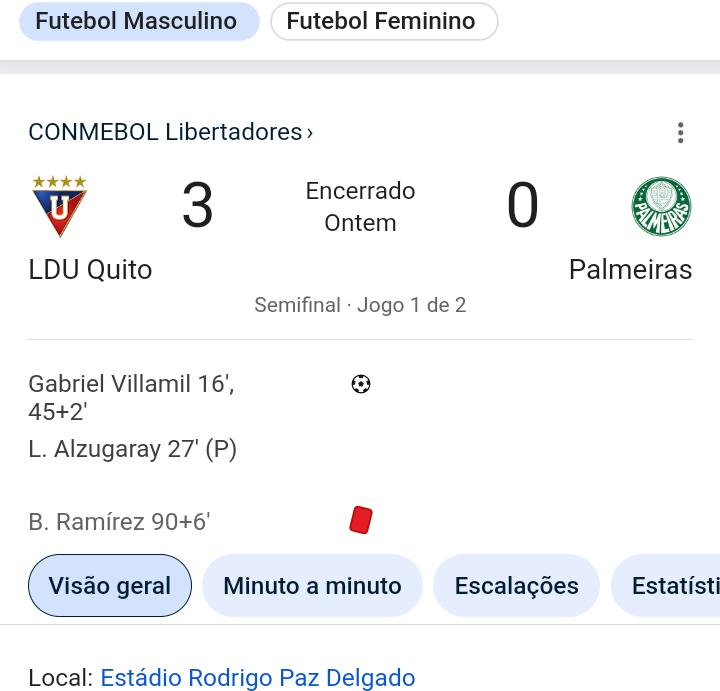 Futebol Masculino
Futebol Feminino
CONMEBOL Libertadores ›
3
Encerrado
Ontem
0
U
PALMEIRAS
LDU Quito
Palmeiras
Semifinal · Jogo 1 de 2
Gabriel Villamil 16',
45+2'
L. Alzugaray 27' (P)
B. Ramírez 90+6'
Visão geral
Minuto a minuto
Escalações
Estatísti
Local: Estádio Rodrigo Paz Delgado